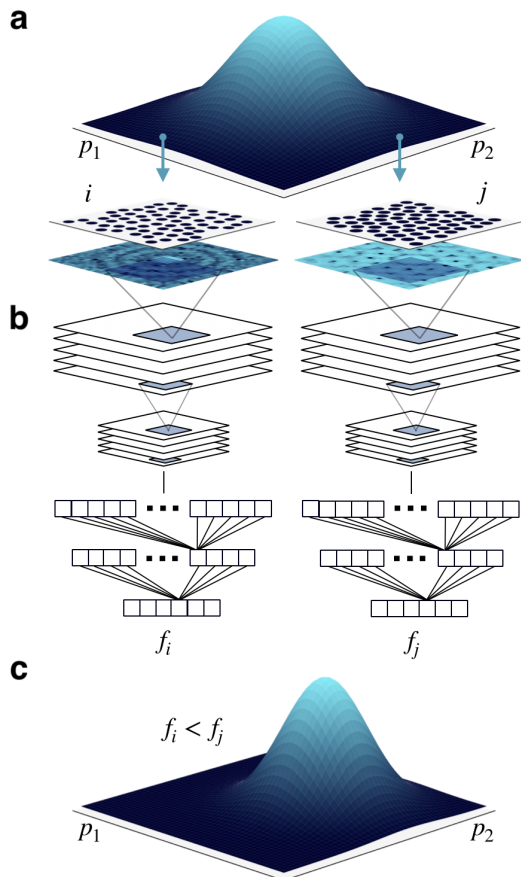 a
p₁ p₂
i j
b
f_i f_j
c
f_i < f_j
p₁ p₂